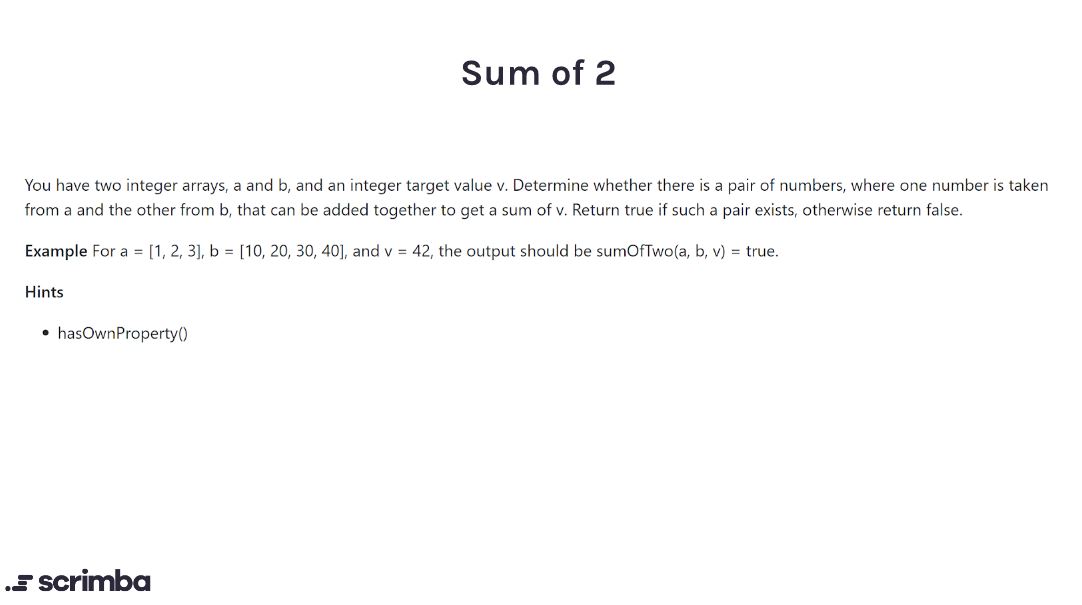 Sum of 2
You have two integer arrays, a and b, and an integer target value v. Determine whether there is a pair of numbers, where one number is taken
from a and the other from b, that can be added together to get a sum of v. Return true if such a pair exists, otherwise return false.
Example For a = [1, 2, 3], b = [10, 20, 30, 40], and v = 42, the output should be sumOfTwo(a, b, v) = true.
Hints
• hasOwnProperty()
scrimba